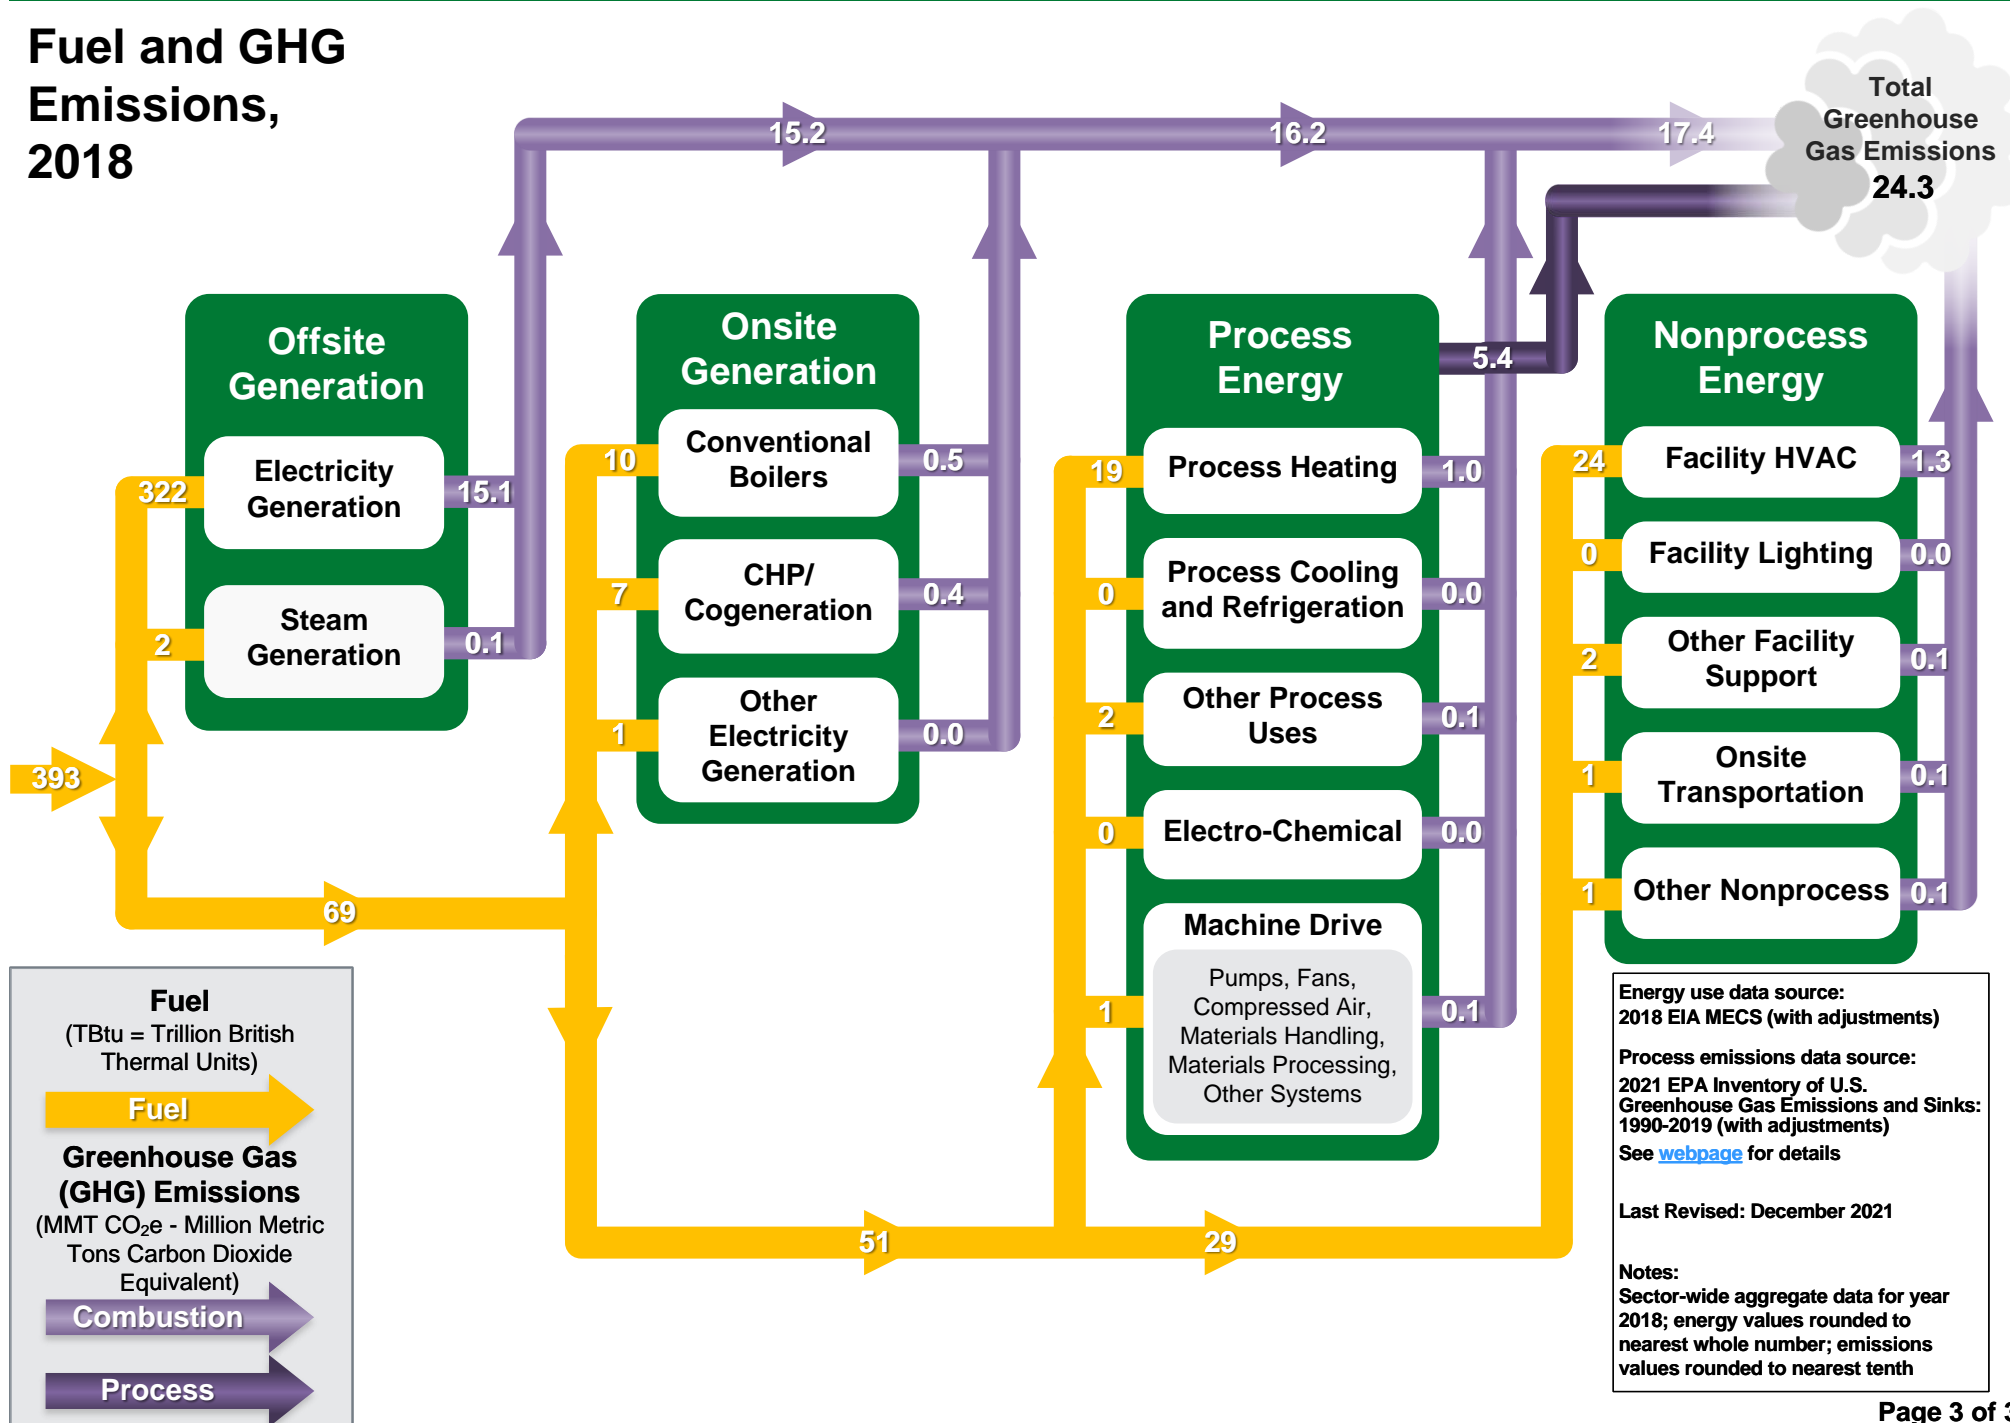 Fuel and GHG
Emissions,
2018
15.2
16.2
17.4
Total
Greenhouse
Gas Emissions
24.3
Offsite
Generation
322
Electricity
Generation
15.1
2
Steam
Generation
0.1
393
69
Onsite
Generation
10
Conventional
Boilers
0.5
7
CHP/
Cogeneration
0.4
1
Other
Electricity
Generation
0.0
51
29
Process
Energy
5.4
19
Process Heating
1.0
0
Process Cooling
and Refrigeration
0.0
2
Other Process
Uses
0.1
0
Electro-Chemical
0.0
Machine Drive
1
Pumps, Fans,
Compressed Air,
Materials Handling,
Materials Processing,
Other Systems
0.1
Nonprocess
Energy
24
Facility HVAC
1.3
0
Facility Lighting
0.0
2
Other Facility
Support
0.1
1
Onsite
Transportation
0.1
1
Other Nonprocess
0.1
Fuel
(TBtu = Trillion British
Thermal Units)
Fuel
Greenhouse Gas
(GHG) Emissions
(MMT CO₂e - Million Metric
Tons Carbon Dioxide
Equivalent)
Combustion
Process
Energy use data source:
2018 EIA MECS (with adjustments)
Process emissions data source:
2021 EPA Inventory of U.S.
Greenhouse Gas Emissions and Sinks:
1990-2019 (with adjustments)
See webpage for details
Last Revised: December 2021
Notes:
Sector-wide aggregate data for year
2018; energy values rounded to
nearest whole number; emissions
values rounded to nearest tenth
Page 3 of 3